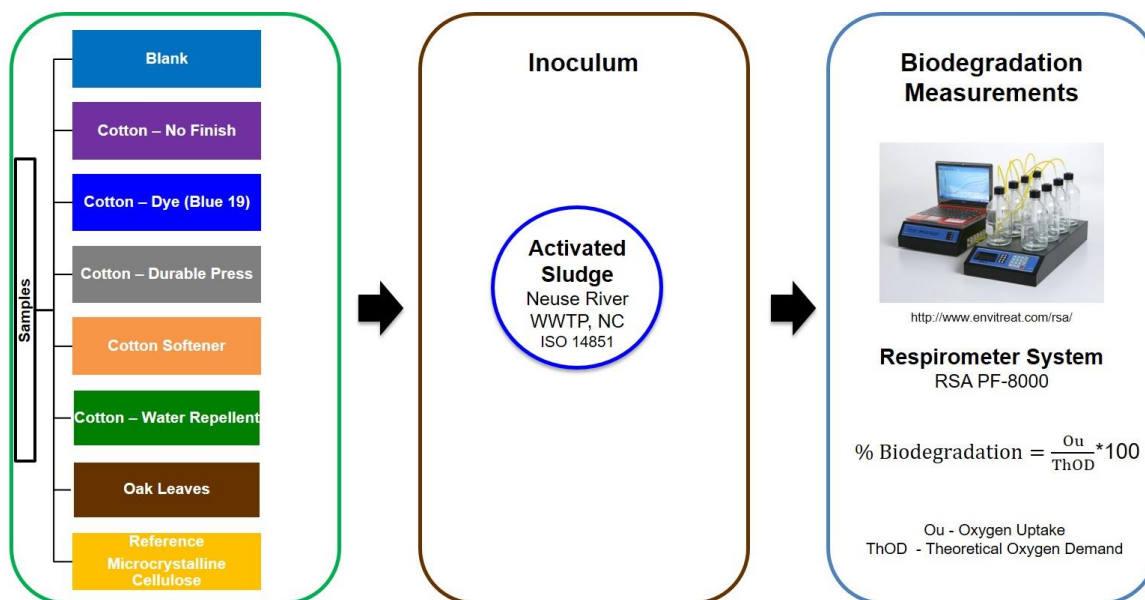 Samples
Blank
Cotton – No Finish
Cotton – Dye (Blue 19)
Cotton – Durable Press
Cotton Softener
Cotton – Water Repellent
Oak Leaves
Reference
Microcrystalline
Cellulose
Inoculum
Activated
Sludge
Neuse River
WWTP, NC
ISO 14851
Biodegradation
Measurements
http://www.envitreat.com/rsa/
Respirometer System
RSA PF-8000
% Biodegradation = Ou/ThOD *100
Ou - Oxygen Uptake
ThOD - Theoretical Oxygen Demand